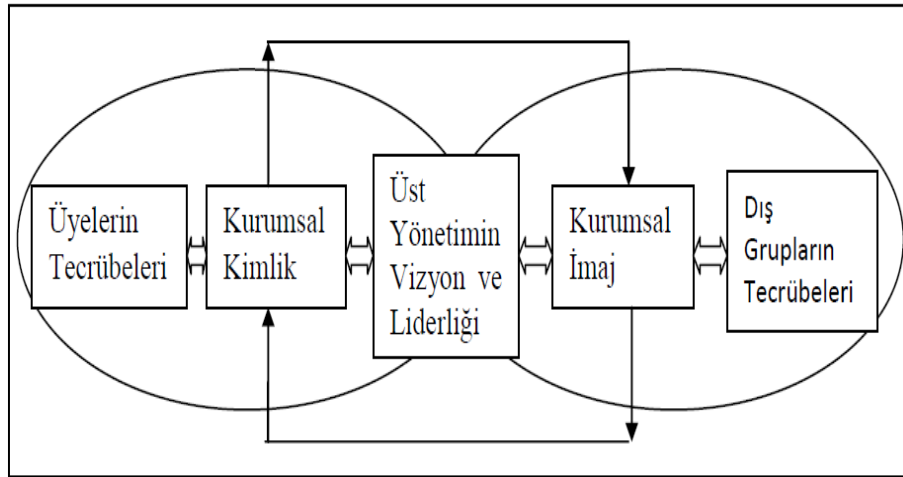 Üyelerin
Tecrübeleri
Kurumsal
Kimlik
Üst
Yönetimin
Vizyon ve
Liderliği
Kurumsal
İmaj
Dış
Grupların
Tecrübeleri